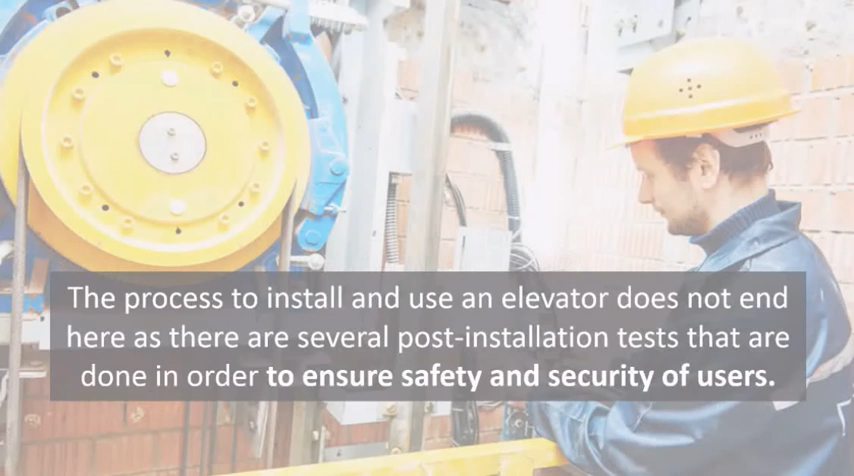 The process to install and use an elevator does not end
here as there are several post-installation tests that are
done in order to ensure safety and security of users.